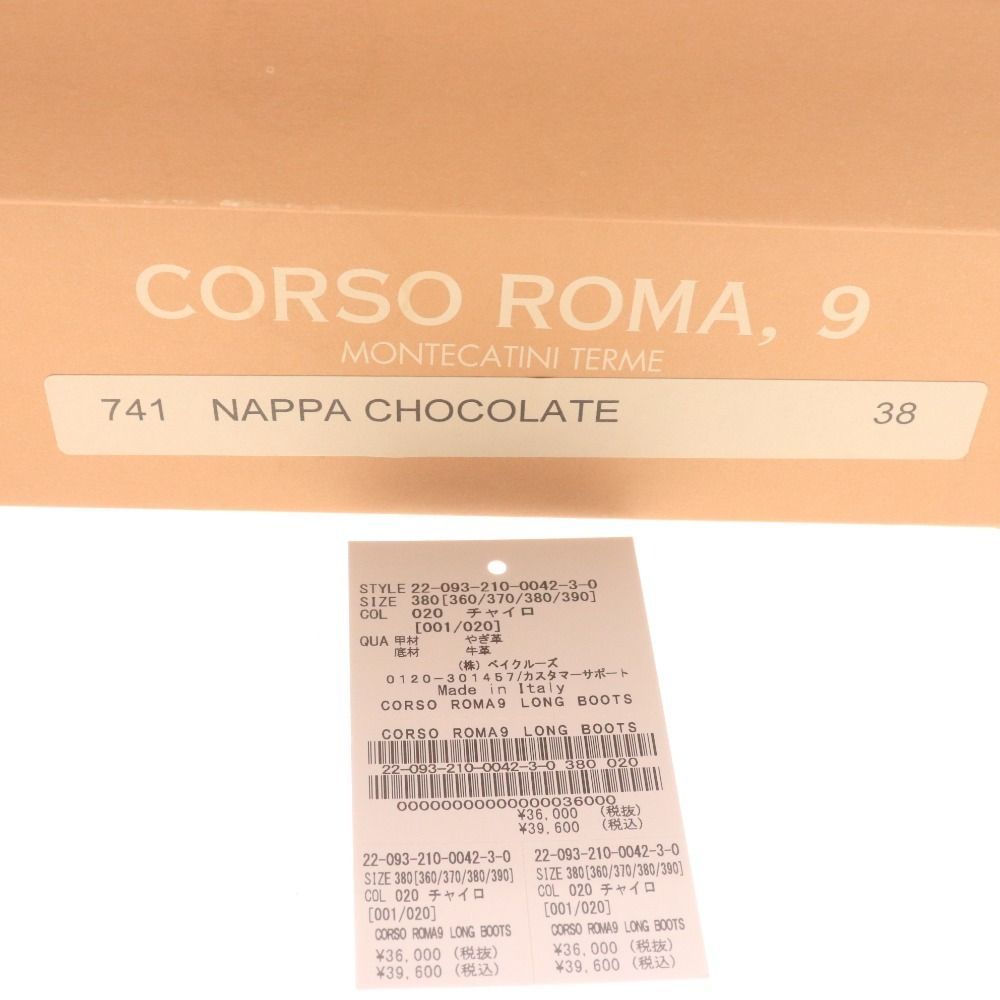 CORSO ROMA, 9
MONTECATINI TERME
741 NAPPA CHOCOLATE 38
STYLE 22-093-210-0042-3-0
SIZE 380[360/370/380/390]
COL 020 チャイロ
[001/020]
QUA 甲材 やぎ革
底材 牛革
(株) ベイクルーズ
0120-301457/カスタマーサポート
Made in Italy
CORSO ROMA9 LONG BOOTS
CORSO ROMA9 LONG BOOTS
22-093-210-0042-3-0 380 020
00000000000000036000
¥36,000 (税抜)
¥39,600 (税込)
22-093-210-0042-3-0
SIZE 380[360/370/380/390]
COL 020 チャイロ
[001/020]
CORSO ROMA9 LONG BOOTS
¥36,000 (税抜)
¥39,600 (税込)
22-093-210-0042-3-0
SIZE 380[360/370/380/390]
COL 020 チャイロ
[001/020]
CORSO ROMA9 LONG BOOTS
¥36,000 (税抜)
¥39,600 (税込)